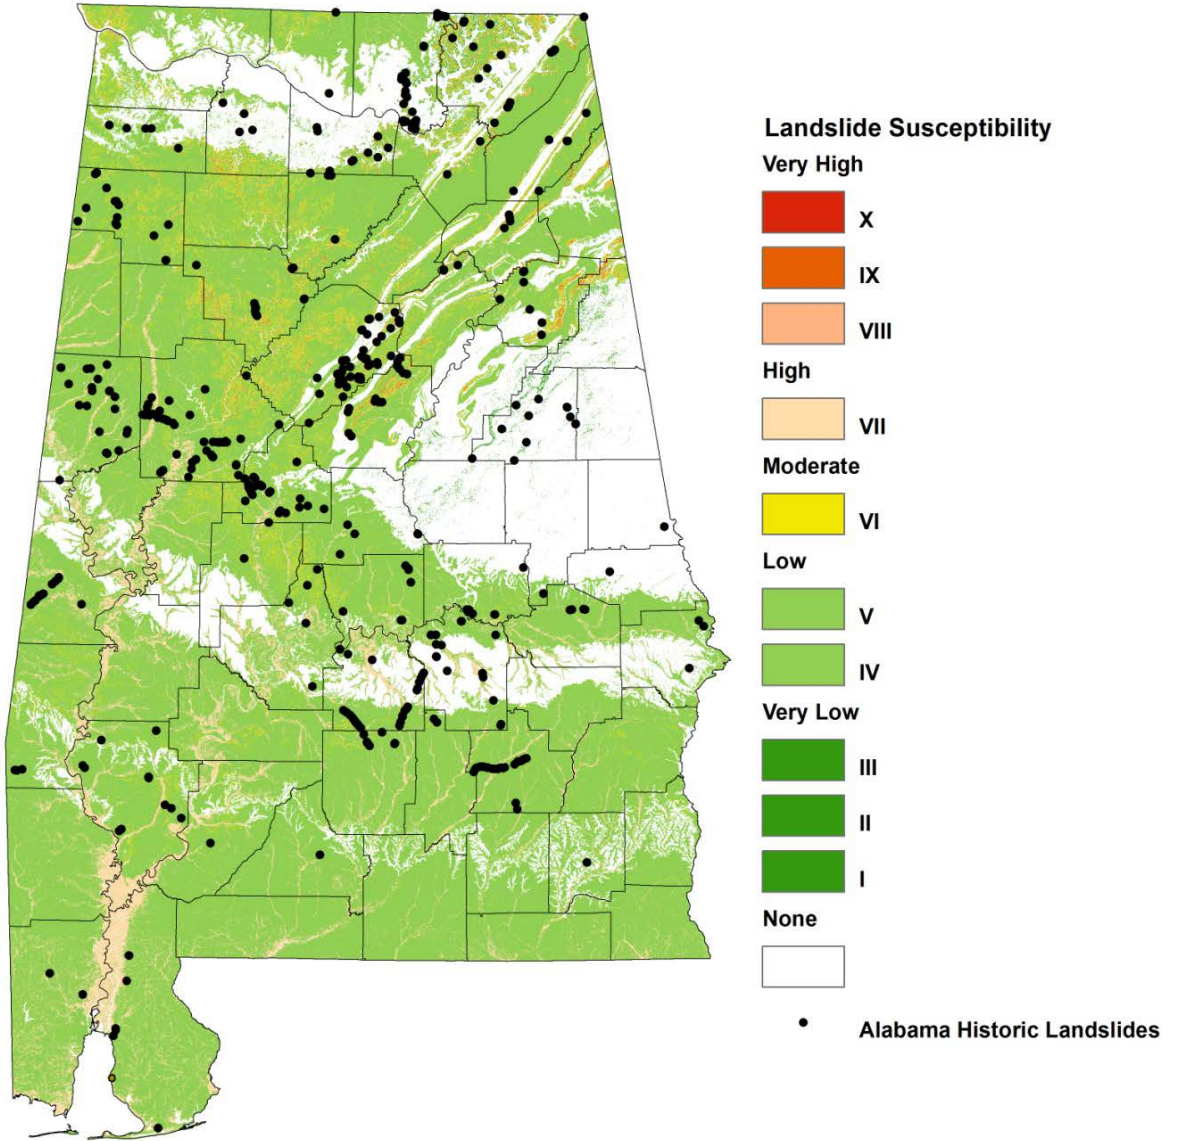 Landslide Susceptibility
Very High
X
IX
VIII
High
VII
Moderate
VI
Low
V
IV
Very Low
III
II
I
None
Alabama Historic Landslides